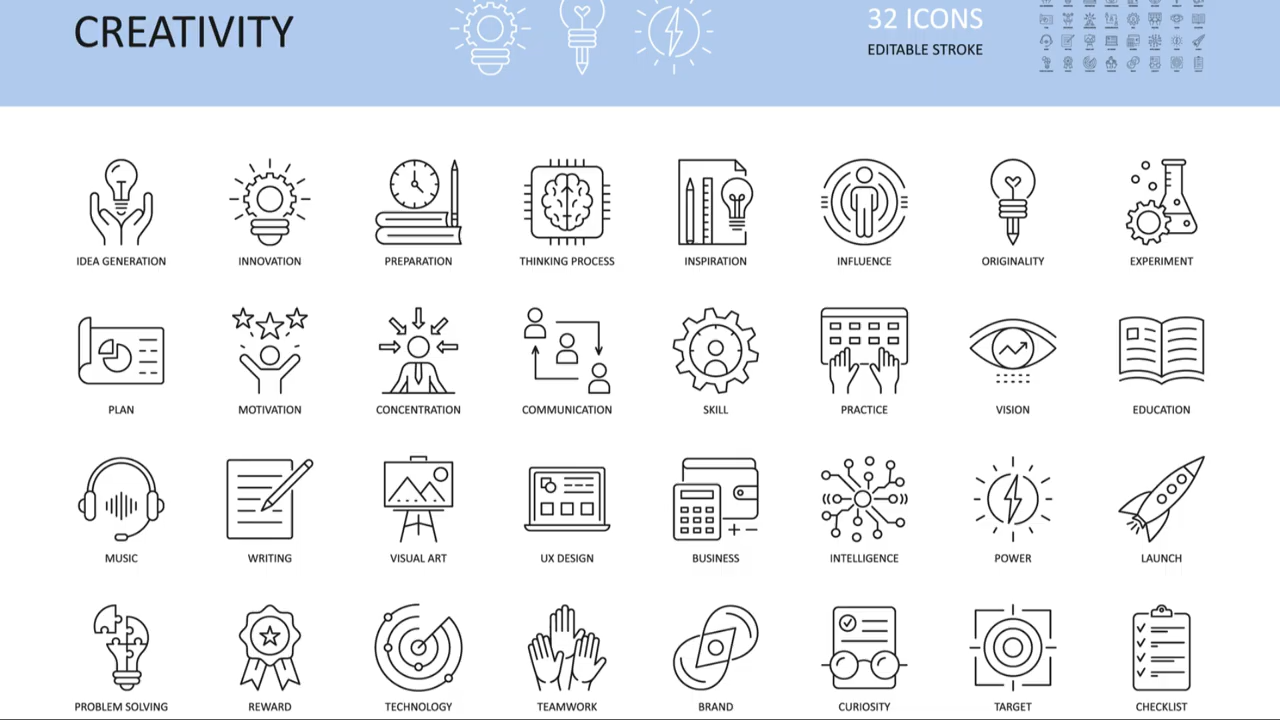 CREATIVITY
32 ICONS
EDITABLE STROKE
IDEA GENERATION
INNOVATION
PREPARATION
THINKING PROCESS
INSPIRATION
INFLUENCE
ORIGINALITY
EXPERIMENT
PLAN
MOTIVATION
CONCENTRATION
COMMUNICATION
SKILL
PRACTICE
VISION
EDUCATION
MUSIC
WRITING
VISUAL ART
UX DESIGN
BUSINESS
INTELLIGENCE
POWER
LAUNCH
PROBLEM SOLVING
REWARD
TECHNOLOGY
TEAMWORK
BRAND
CURIOSITY
TARGET
CHECKLIST